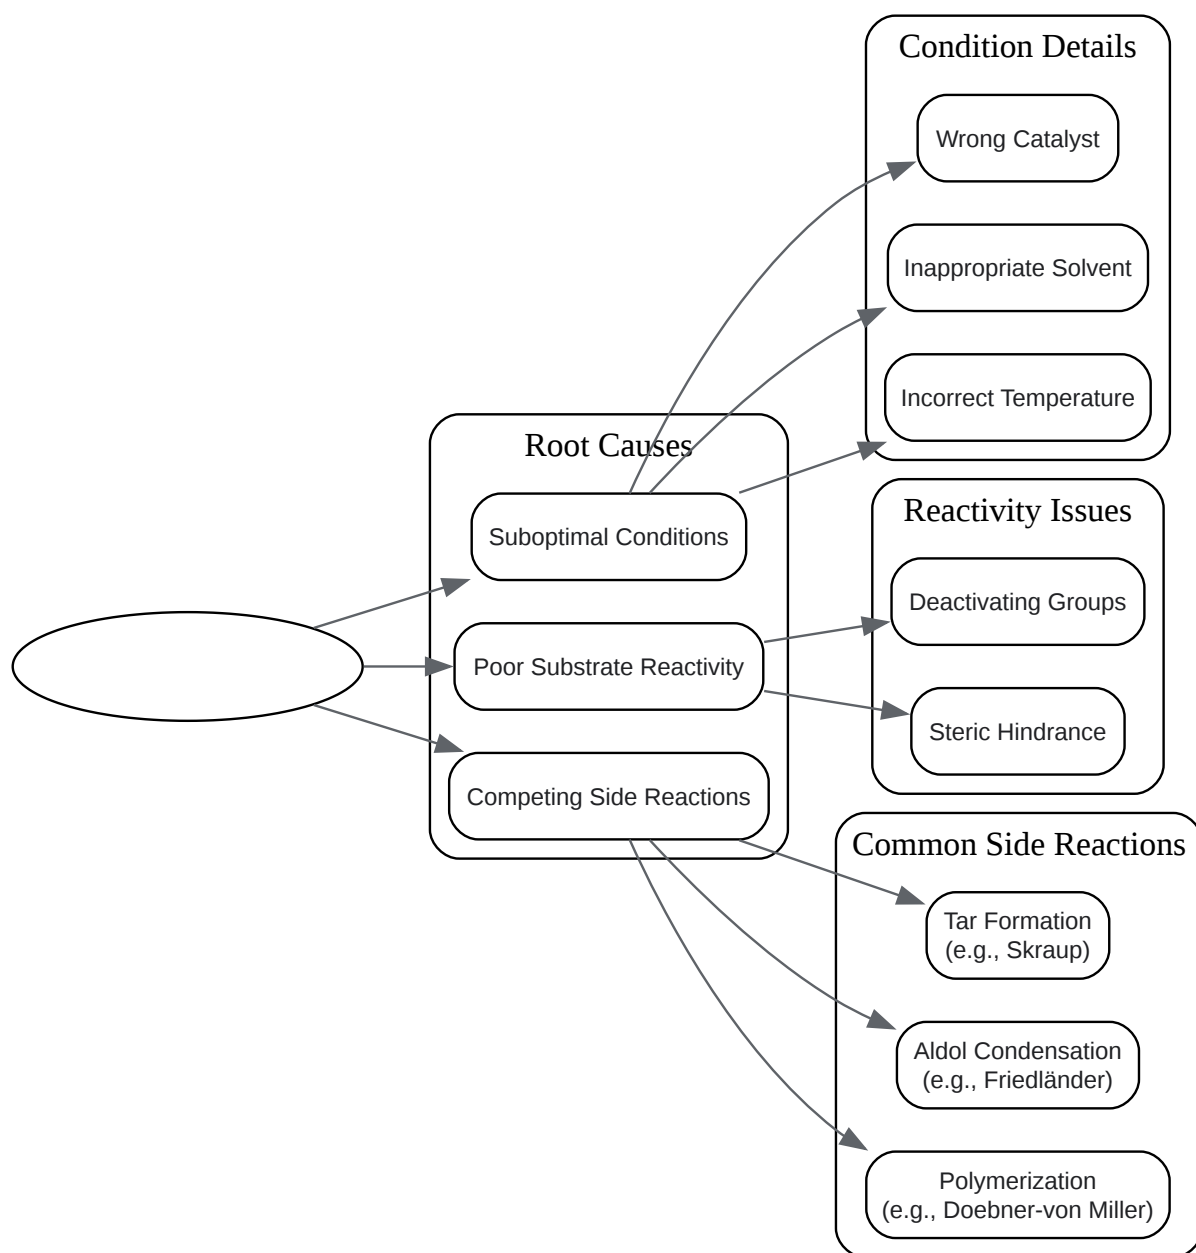 Condition Details
Wrong Catalyst
Inappropriate Solvent
Incorrect Temperature
Root Causes
Suboptimal Conditions
Poor Substrate Reactivity
Competing Side Reactions
Reactivity Issues
Deactivating Groups
Steric Hindrance
Common Side Reactions
Tar Formation
(e.g., Skraup)
Aldol Condensation
(e.g., Friedländer)
Polymerization
(e.g., Doebner-von Miller)